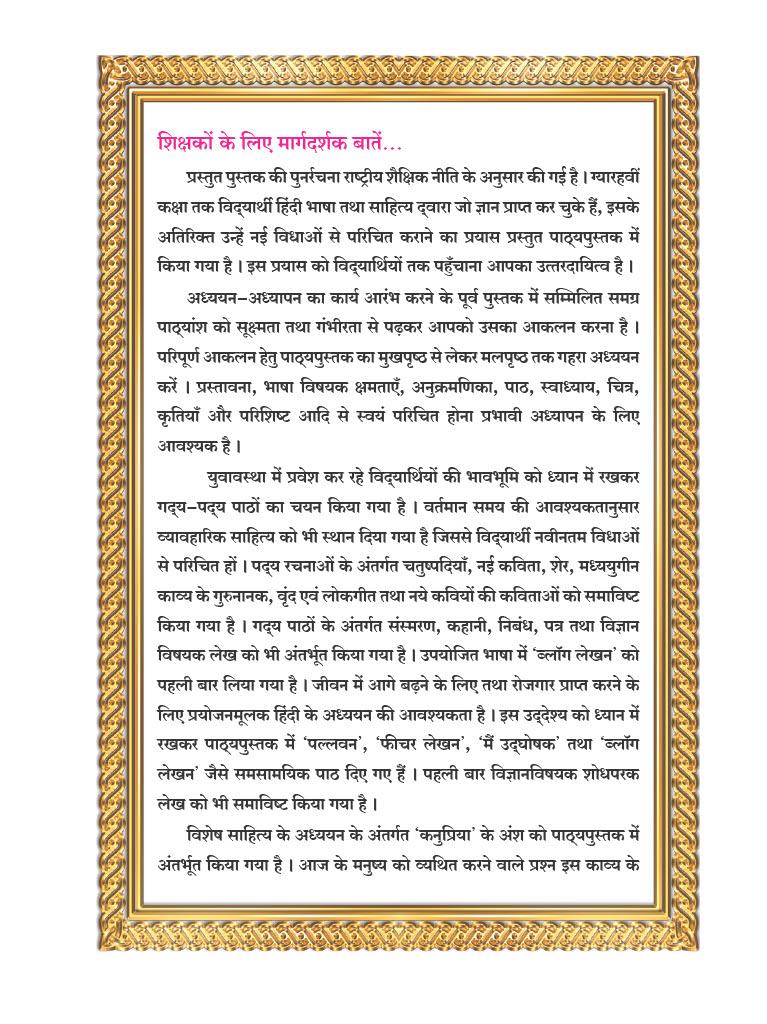 शिक्षकों के लिए मार्गदर्शक बातें...
प्रस्तुत पुस्तक की पुनर्रचना राष्ट्रीय शैक्षिक नीति के अनुसार की गई है । ग्यारहवीं
कक्षा तक विद्‌यार्थी हिंदी भाषा तथा साहित्य द्‌वारा जो ज्ञान प्राप्त कर चुके हैं, इसके
अतिरिक्त उन्हें नई विधाओं से परिचित कराने का प्रयास प्रस्तुत पाठ्‌यपुस्तक में
किया गया है । इस प्रयास को विद्‌यार्थियों तक पहुँचाना आपका उत्तरदायित्व है ।
अध्ययन-अध्यापन का कार्य आरंभ करने के पूर्व पुस्तक में सम्मिलित समग्र
पाठ्‌यांश को सूक्ष्मता तथा गंभीरता से पढ़कर आपको उसका आकलन करना है ।
परिपूर्ण आकलन हेतु पाठ्‌यपुस्तक का मुखपृष्ठ से लेकर मलपृष्ठ तक गहरा अध्ययन
करें । प्रस्तावना, भाषा विषयक क्षमताएँ, अनुक्रमणिका, पाठ, स्वाध्याय, चित्र,
कृतियाँ और परिशिष्ट आदि से स्वयं परिचित होना प्रभावी अध्यापन के लिए
आवश्यक है ।
युवावस्था में प्रवेश कर रहे विद्‌यार्थियों की भावभूमि को ध्यान में रखकर
गद्‌य-पद्‌य पाठों का चयन किया गया है । वर्तमान समय की आवश्यकतानुसार
व्यावहारिक साहित्य को भी स्थान दिया गया है जिससे विद्‌यार्थी नवीनतम विधाओं
से परिचित हों । पद्‌य रचनाओं के अंतर्गत चतुष्पदियाँ, नई कविता, शेर, मध्ययुगीन
काव्य के गुरुनानक, वृंद एवं लोकगीत तथा नये कवियों की कविताओं को समाविष्ट
किया गया है । गद्‌य पाठों के अंतर्गत संस्मरण, कहानी, निबंध, पत्र तथा विज्ञान
विषयक लेख को भी अंतर्भूत किया गया है । उपयोजित भाषा में ‘ब्लॉग लेखन’ को
पहली बार लिया गया है । जीवन में आगे बढ़ने के लिए तथा रोजगार प्राप्त करने के
लिए प्रयोजनमूलक हिंदी के अध्ययन की आवश्यकता है । इस उद्‌देश्य को ध्यान में
रखकर पाठ्‌यपुस्तक में ‘पल्लवन’, ‘फीचर लेखन’, ‘मैं उद्‌घोषक’ तथा ‘ब्लॉग
लेखन’ जैसे समसामयिक पाठ दिए गए हैं । पहली बार विज्ञानविषयक शोधपरक
लेख को भी समाविष्ट किया गया है ।
विशेष साहित्य के अध्ययन के अंतर्गत ‘कनुप्रिया’ के अंश को पाठ्‌यपुस्तक में
अंतर्भूत किया गया है । आज के मनुष्य को व्यथित करने वाले प्रश्न इस काव्य के